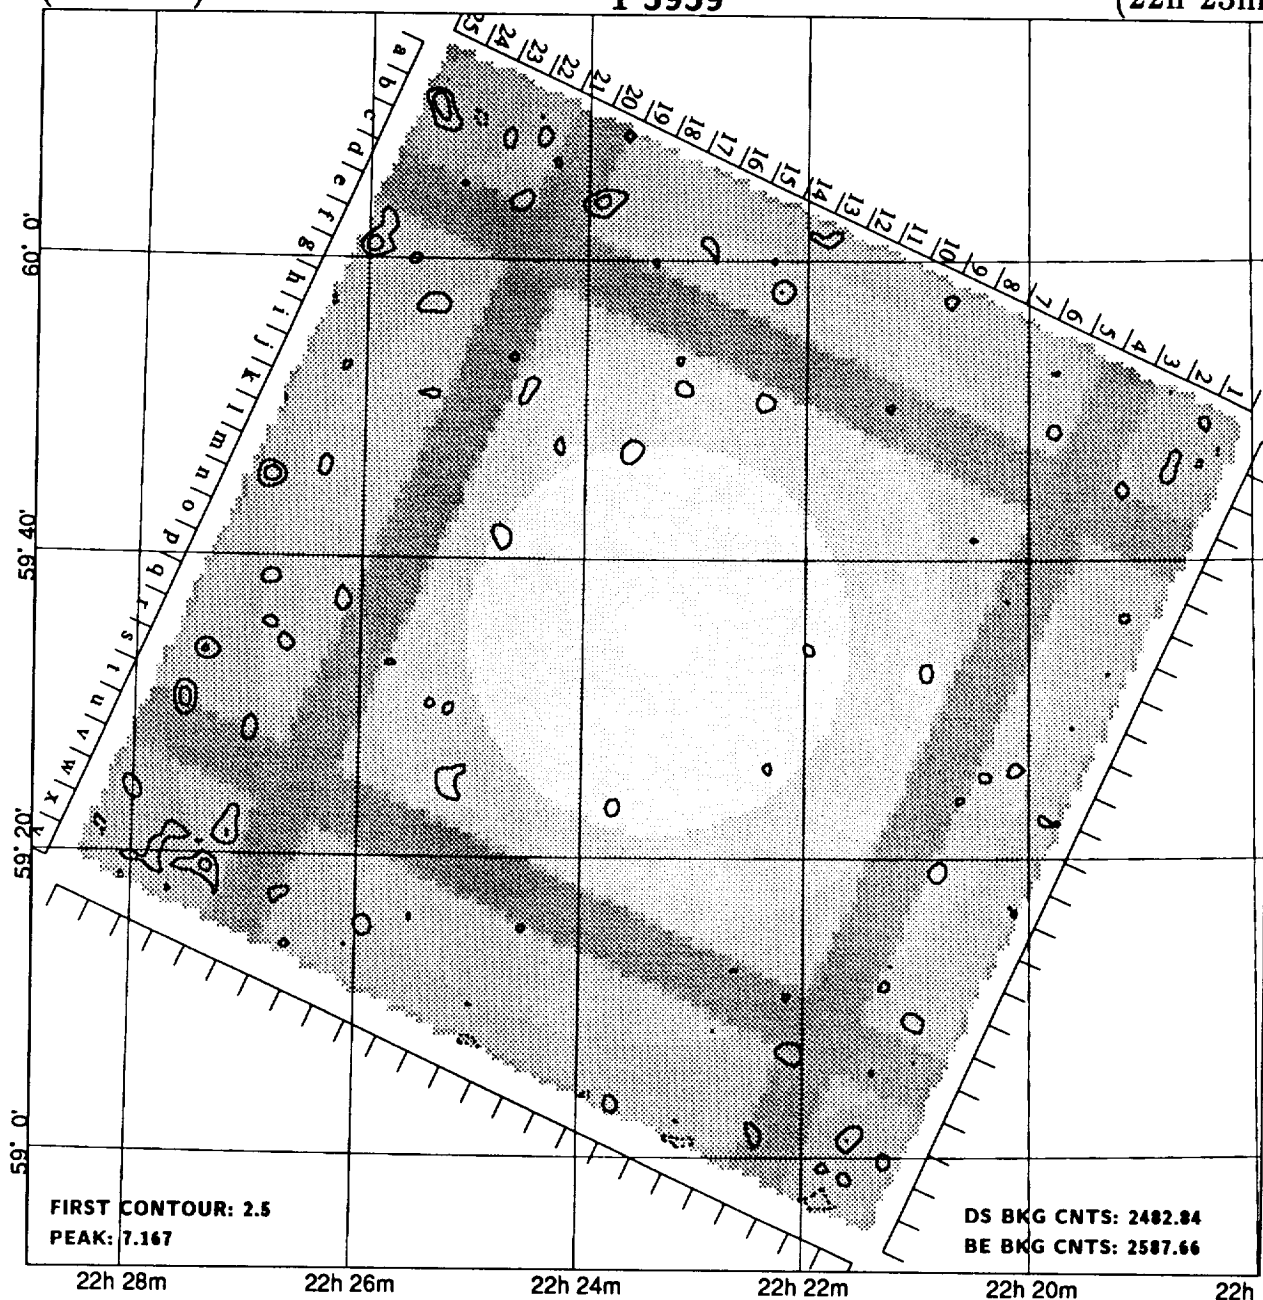 I 5959
(22h 23m
25 24 23 22 21 20 19 18 17 16 15 14 13 12 11 10 9 8 7 6 5 4 3 2 1
a b c d e f g h i j k l m n o p q r s t u v w x
60° 0'
59° 40'
59° 20'
59° 0'
FIRST CONTOUR: 2.5
PEAK: 7.167
DS BKG CNTS: 2482.84
BE BKG CNTS: 2587.66
22h 28m 22h 26m 22h 24m 22h 22m 22h 20m 22h